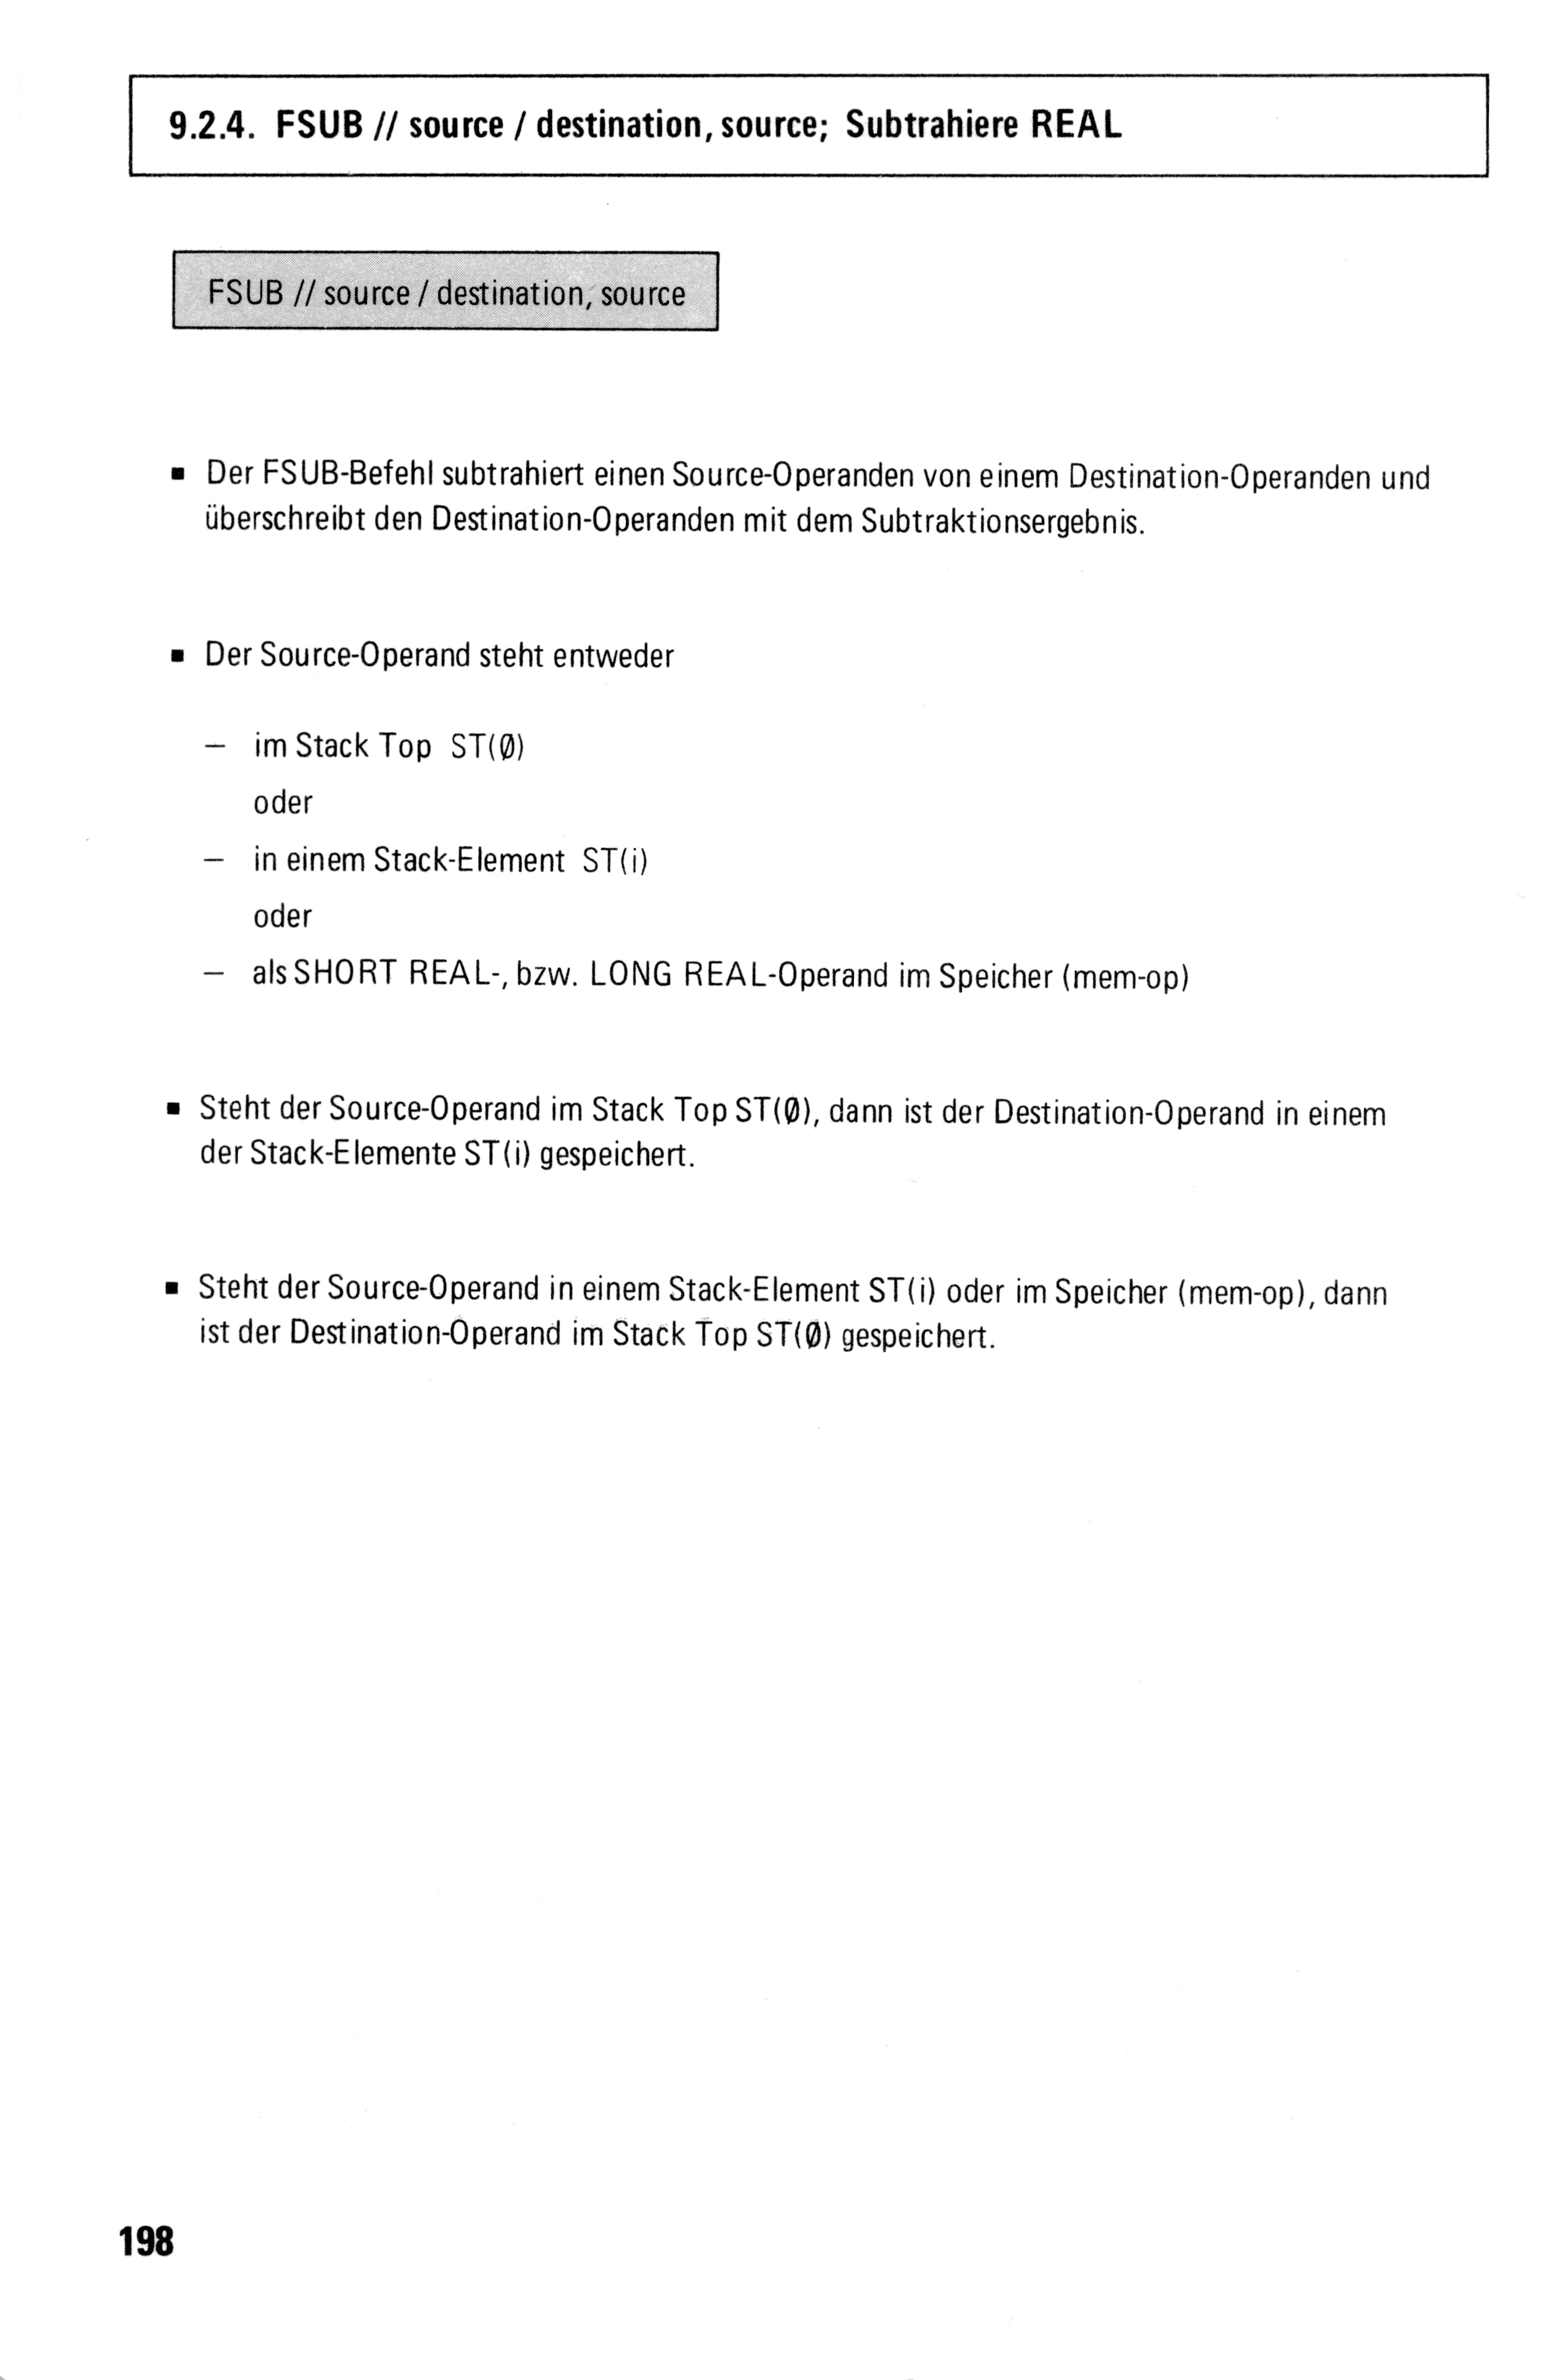 9.2.4. FSUB // source / destination, source; Subtrahiere REAL
FSUB // source / destination, source
▪ Der FSUB-Befehl subtrahiert einen Source-Operanden von einem Destination-Operanden und
überschreibt den Destination-Operanden mit dem Subtraktionsergebnis.
▪ Der Source-Operand steht entweder
– im Stack Top ST(Ø)
oder
– in einem Stack-Element ST(i)
oder
– als SHORT REAL-, bzw. LONG REAL-Operand im Speicher (mem-op)
▪ Steht der Source-Operand im Stack Top ST(Ø), dann ist der Destination-Operand in einem
der Stack-Elemente ST(i) gespeichert.
▪ Steht der Source-Operand in einem Stack-Element ST(i) oder im Speicher (mem-op), dann
ist der Destination-Operand im Stack Top ST(Ø) gespeichert.
198